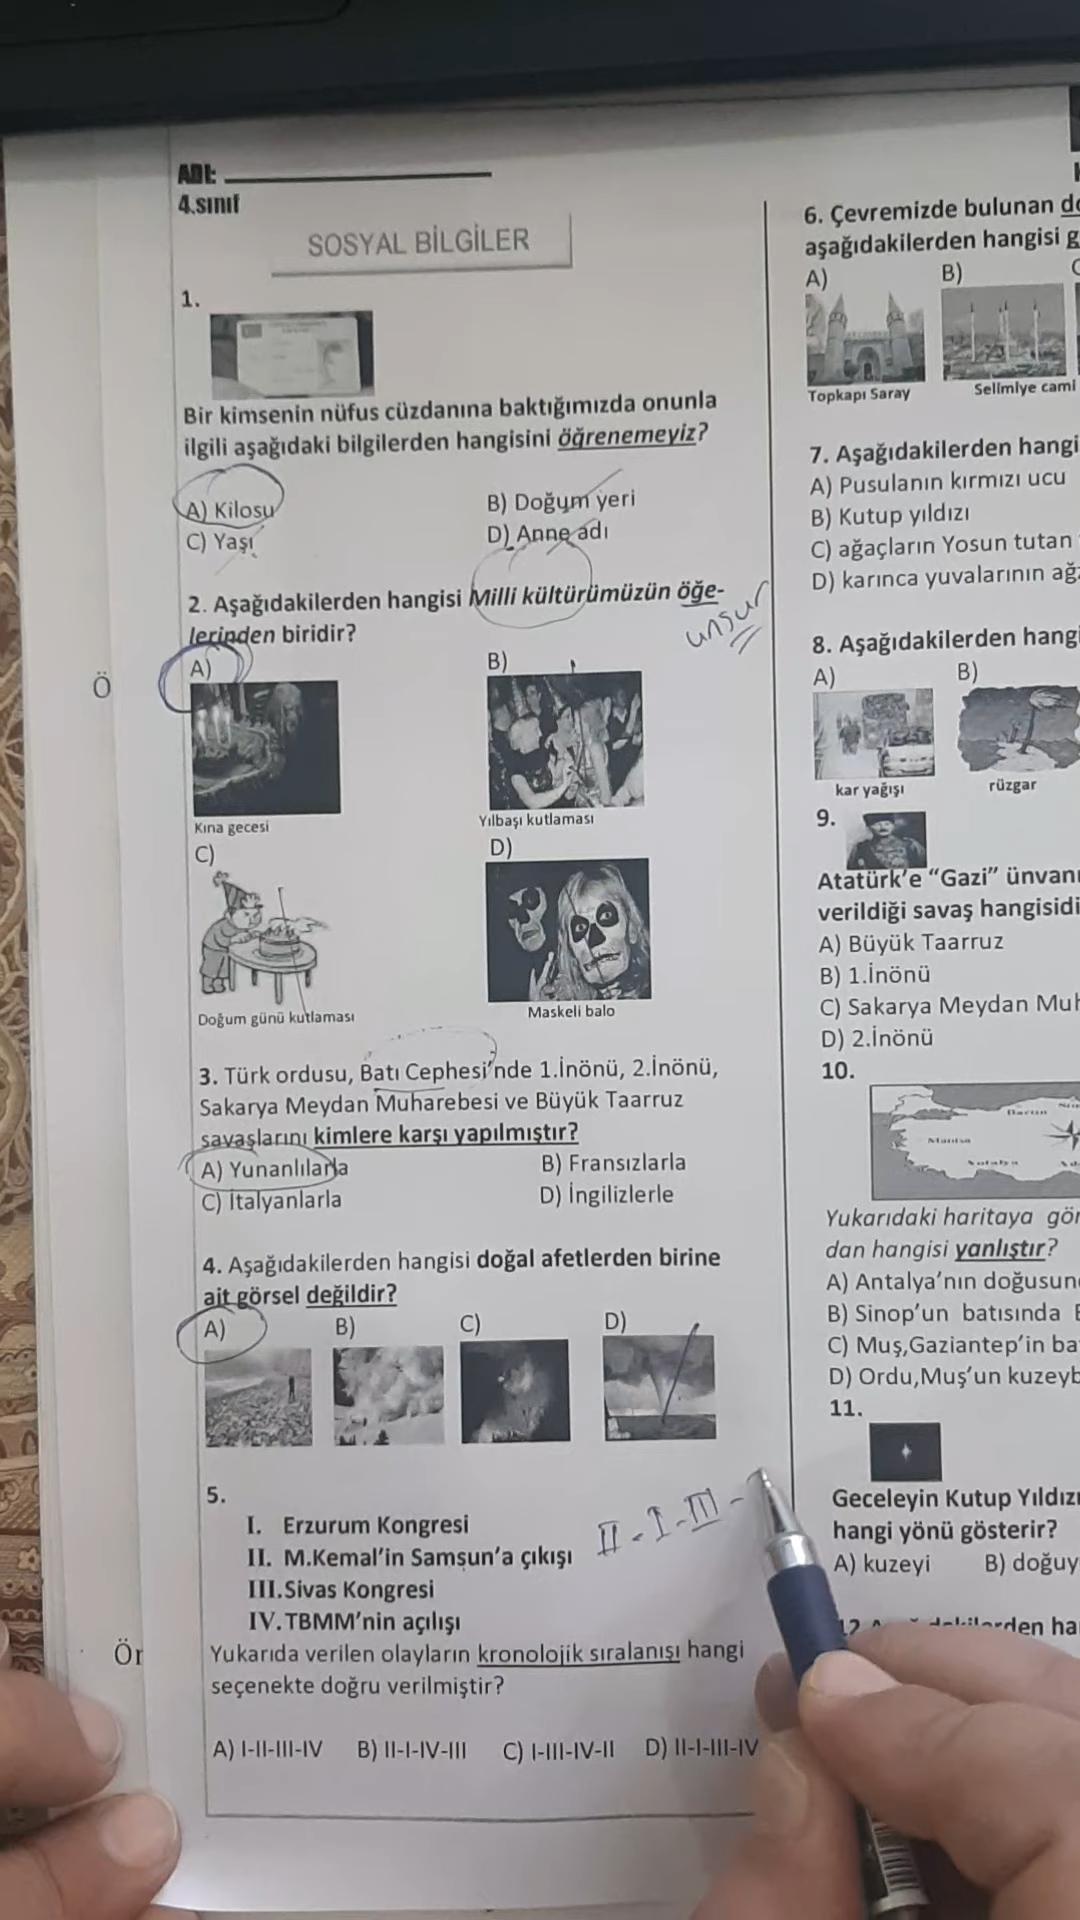 ADI:
4.sınıf
SOSYAL BİLGİLER
1.
Bir kimsenin nüfus cüzdanına baktığımızda onunla
ilgili aşağıdaki bilgilerden hangisini öğrenemeyiz?
A) Kilosu B) Doğum yeri
C) Yaşı D) Anne adı
2. Aşağıdakilerden hangisi Milli kültürümüzün öğe-
lerinden biridir?
unsur
A) B)
Kına gecesi Yılbaşı kutlaması
C) D)
Doğum günü kutlaması Maskeli balo
3. Türk ordusu, Batı Cephesi'nde 1.İnönü, 2.İnönü,
Sakarya Meydan Muharebesi ve Büyük Taarruz
savaşlarını kimlere karşı yapılmıştır?
A) Yunanlılarla B) Fransızlarla
C) İtalyanlarla D) İngilizlerle
4. Aşağıdakilerden hangisi doğal afetlerden birine
ait görsel değildir?
A) B) C) D)
5.
I. Erzurum Kongresi
II. M.Kemal'in Samsun'a çıkışı
III.Sivas Kongresi
IV.TBMM'nin açılışı
II - I - III -
Yukarıda verilen olayların kronolojik sıralanışı hangi
seçenekte doğru verilmiştir?
A) I-II-III-IV B) II-I-IV-III C) I-III-IV-II D) II-I-III-IV
Ö
Ör
6. Çevremizde bulunan
aşağıdakilerden hangisi
A) B)
Topkapı Saray Selimiye cami
7. Aşağıdakilerden hangi
A) Pusulanın kırmızı ucu
B) Kutup yıldızı
C) ağaçların Yosun tutan
D) karınca yuvalarının
8. Aşağıdakilerden hangi
A) B)
kar yağışı rüzgar
9.
Atatürk'e "Gazi" ünvanı
verildiği savaş hangisidi
A) Büyük Taarruz
B) 1.İnönü
C) Sakarya Meydan Muh
D) 2.İnönü
10.
Bartın
Manisa
Antalya
Yukarıdaki haritaya gör
dan hangisi yanlıştır?
A) Antalya'nın doğusun
B) Sinop'un batısında
C) Muş,Gaziantep'in ba
D) Ordu,Muş'un kuzeyb
11.
Geceleyin Kutup Yıldızı
hangi yönü gösterir?
A) kuzeyi B) doğuy